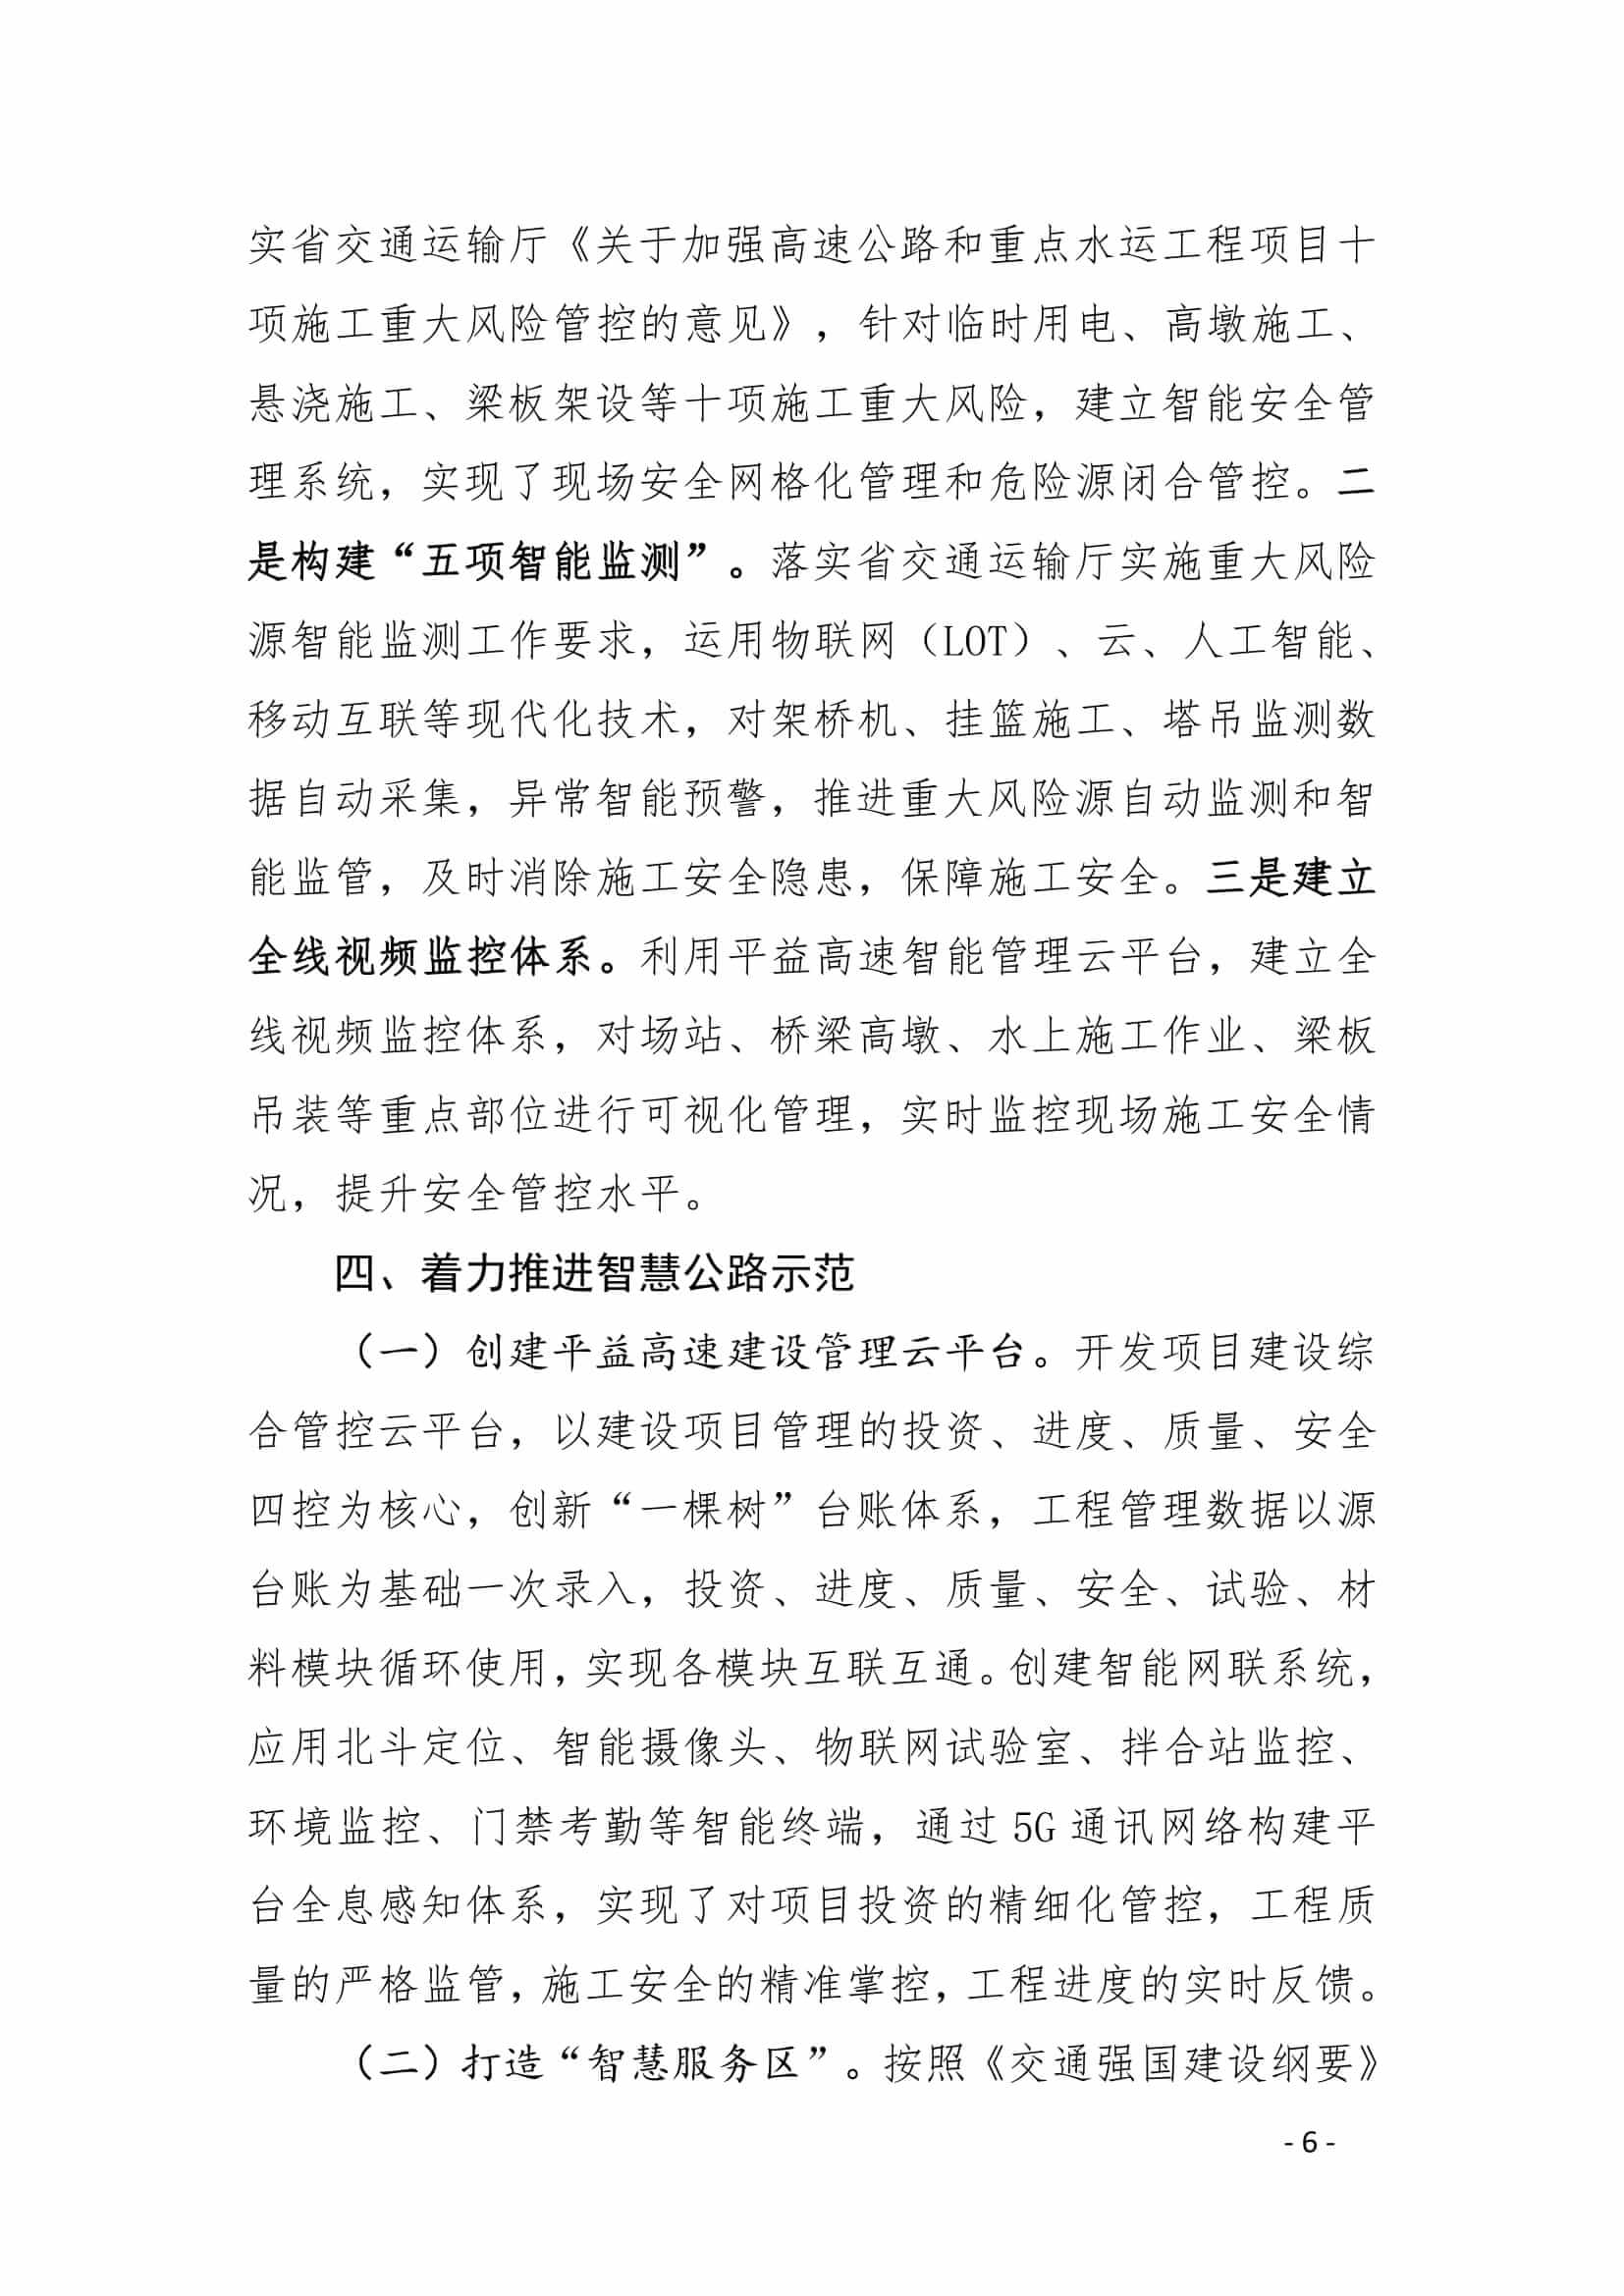 实省交通运输厅《关于加强高速公路和重点水运工程项目十
项施工重大风险管控的意见》，针对临时用电、高墩施工、
悬浇施工、梁板架设等十项施工重大风险，建立智能安全管
理系统，实现了现场安全网格化管理和危险源闭合管控。二
是构建“五项智能监测”。落实省交通运输厅实施重大风险
源智能监测工作要求，运用物联网（LOT）、云、人工智能、
移动互联等现代化技术，对架桥机、挂篮施工、塔吊监测数
据自动采集，异常智能预警，推进重大风险源自动监测和智
能监管，及时消除施工安全隐患，保障施工安全。三是建立
全线视频监控体系。利用平益高速智能管理云平台，建立全
线视频监控体系，对场站、桥梁高墩、水上施工作业、梁板
吊装等重点部位进行可视化管理，实时监控现场施工安全情
况，提升安全管控水平。
四、着力推进智慧公路示范
（一）创建平益高速建设管理云平台。开发项目建设综
合管控云平台，以建设项目管理的投资、进度、质量、安全
四控为核心，创新“一棵树”台账体系，工程管理数据以源
台账为基础一次录入，投资、进度、质量、安全、试验、材
料模块循环使用，实现各模块互联互通。创建智能网联系统，
应用北斗定位、智能摄像头、物联网试验室、拌合站监控、
环境监控、门禁考勤等智能终端，通过 5G 通讯网络构建平
台全息感知体系，实现了对项目投资的精细化管控，工程质
量的严格监管，施工安全的精准掌控，工程进度的实时反馈。
（二）打造“智慧服务区”。按照《交通强国建设纲要》
- 6 -